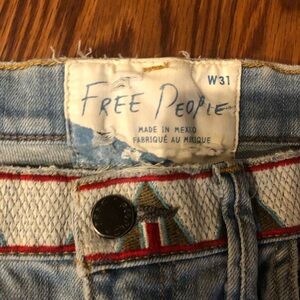 W31
FREE PEOPLE
MADE IN MEXICO
FABRIQUÉ AU MEXIQUE